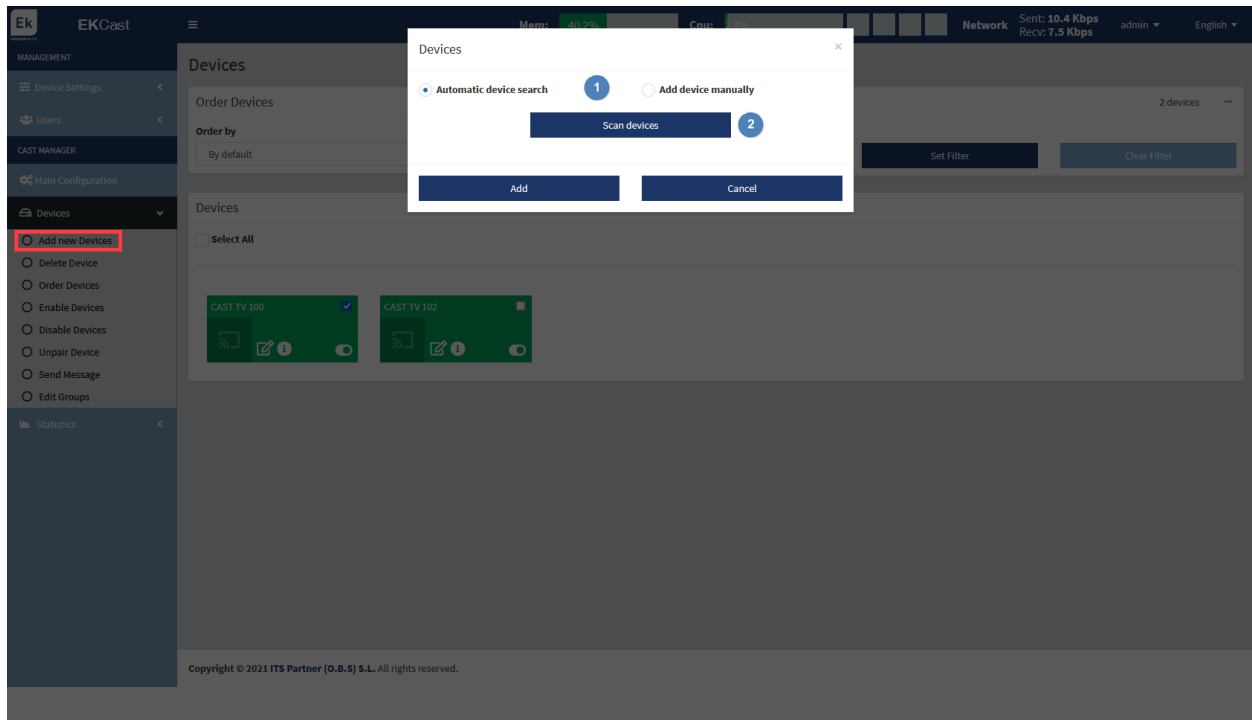 Ek
EKCast
Mem: 40.2%
Cpu:
Network
Sent: 10.4 Kbps
Recv: 7.5 Kbps
admin
English
MANAGEMENT
Device Settings
Users
CAST MANAGER
Main Configuration
Devices
Add new Devices
Delete Device
Order Devices
Enable Devices
Disable Devices
Unpair Device
Send Message
Edit Groups
Statistics
Devices
Order Devices
2 devices
Order by
By default
Set Filter
Clear Filter
Devices
×
Automatic device search
1
Add device manually
Scan devices
2
Add
Cancel
Devices
Select All
CAST TV 100
CAST TV 102
Copyright © 2021 ITS Partner (O.B.S) S.L. All rights reserved.